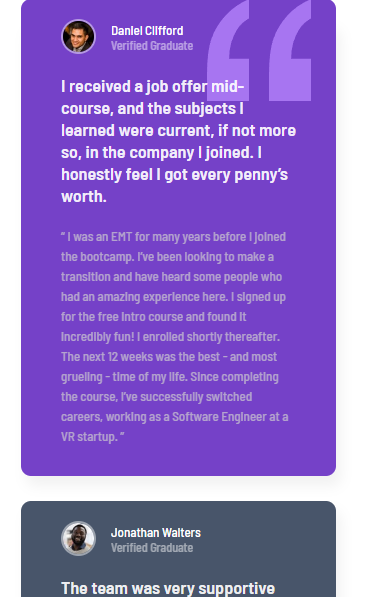 Daniel Clifford
Verified Graduate
I received a job offer mid-
course, and the subjects I
learned were current, if not more
so, in the company I joined. I
honestly feel I got every penny’s
worth.
“ I was an EMT for many years before I joined
the bootcamp. I’ve been looking to make a
transition and have heard some people who
had an amazing experience here. I signed up
for the free intro course and found it
incredibly fun! I enrolled shortly thereafter.
The next 12 weeks was the best - and most
grueling - time of my life. Since completing
the course, I’ve successfully switched
careers, working as a Software Engineer at a
VR startup. ”
Jonathan Walters
Verified Graduate
The team was very supportive